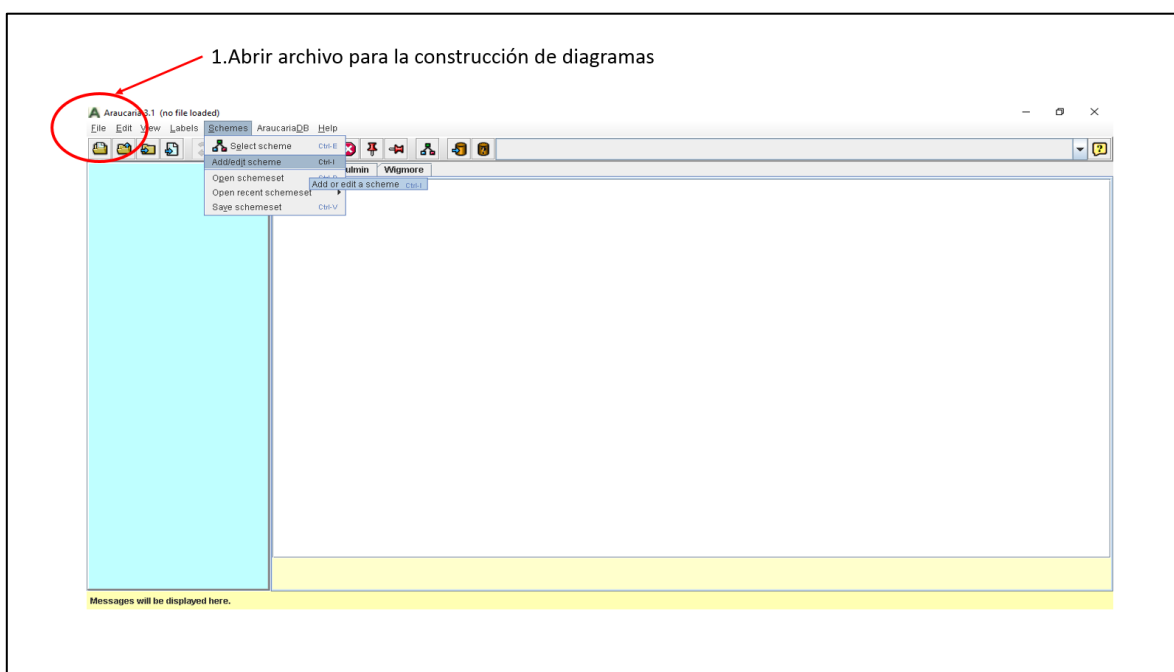 1.Abrir archivo para la construcción de diagramas
Araucaria 3.1 (no file loaded)
File Edit View Labels Schemes AraucariaDB Help
Select scheme Ctrl-E
Add/edit scheme Ctrl-I
Wigmore
Open schemeset
Add or edit a scheme Ctrl-I
Open recent schemeset
Save schemeset Ctrl-V
Messages will be displayed here.